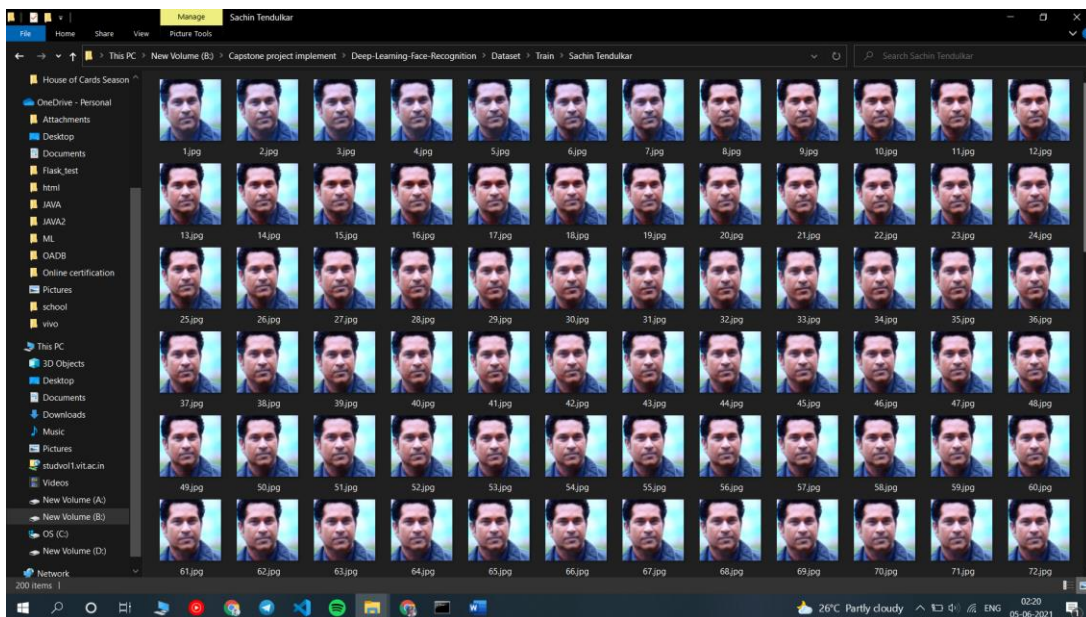 Manage Sachin Tendulkar
File Home Share View Picture Tools
This PC > New Volume (B:) > Capstone project implement > Deep-Learning-Face-Recognition > Dataset > Train > Sachin Tendulkar
Search Sachin Tendulkar
House of Cards Season
OneDrive - Personal
Attachments
Desktop
Documents
Flask_test
html
JAVA
JAVA2
ML
OADB
Online certification
Pictures
school
vivo
This PC
3D Objects
Desktop
Documents
Downloads
Music
Pictures
studvol1.vit.ac.in
Videos
New Volume (A:)
New Volume (B:)
OS (C:)
New Volume (D:)
Network
1.jpg 2.jpg 3.jpg 4.jpg 5.jpg 6.jpg 7.jpg 8.jpg 9.jpg 10.jpg 11.jpg 12.jpg
13.jpg 14.jpg 15.jpg 16.jpg 17.jpg 18.jpg 19.jpg 20.jpg 21.jpg 22.jpg 23.jpg 24.jpg
25.jpg 26.jpg 27.jpg 28.jpg 29.jpg 30.jpg 31.jpg 32.jpg 33.jpg 34.jpg 35.jpg 36.jpg
37.jpg 38.jpg 39.jpg 40.jpg 41.jpg 42.jpg 43.jpg 44.jpg 45.jpg 46.jpg 47.jpg 48.jpg
49.jpg 50.jpg 51.jpg 52.jpg 53.jpg 54.jpg 55.jpg 56.jpg 57.jpg 58.jpg 59.jpg 60.jpg
61.jpg 62.jpg 63.jpg 64.jpg 65.jpg 66.jpg 67.jpg 68.jpg 69.jpg 70.jpg 71.jpg 72.jpg
200 items
26°C Partly cloudy ENG 02:20
05-06-2021